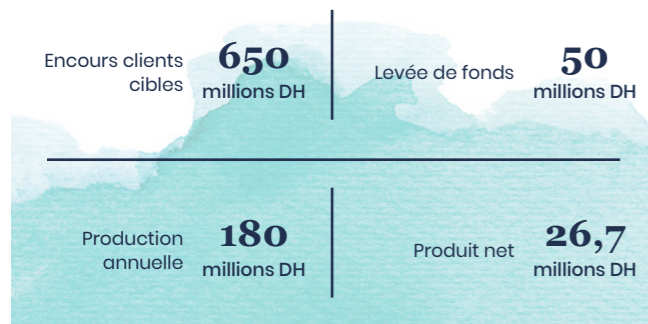 Encours clients
cibles
650
millions DH
Levée de fonds
50
millions DH
Production
annuelle
180
millions DH
Produit net
26,7
millions DH